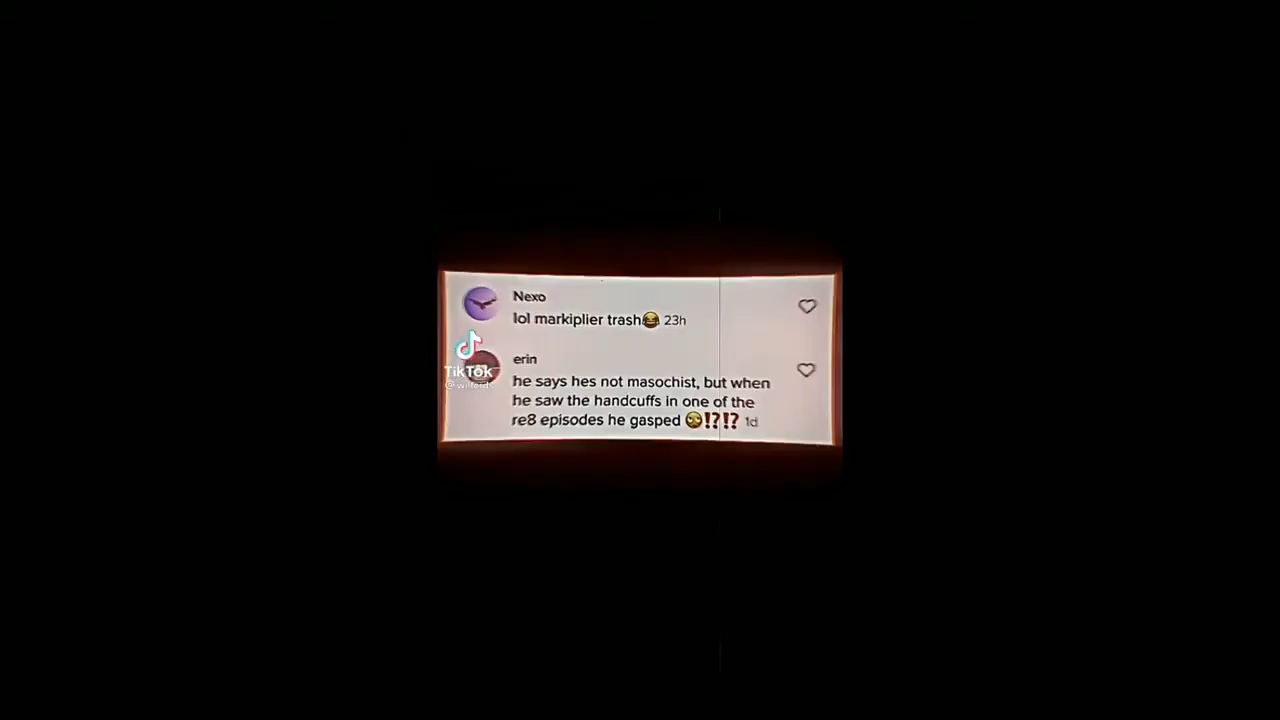 Nexo
lol markiplier trash😂 23h
erin
he says hes not masochist, but when
he saw the handcuffs in one of the
re8 episodes he gasped 🤨⁉️⁉️ 1d
TikTok